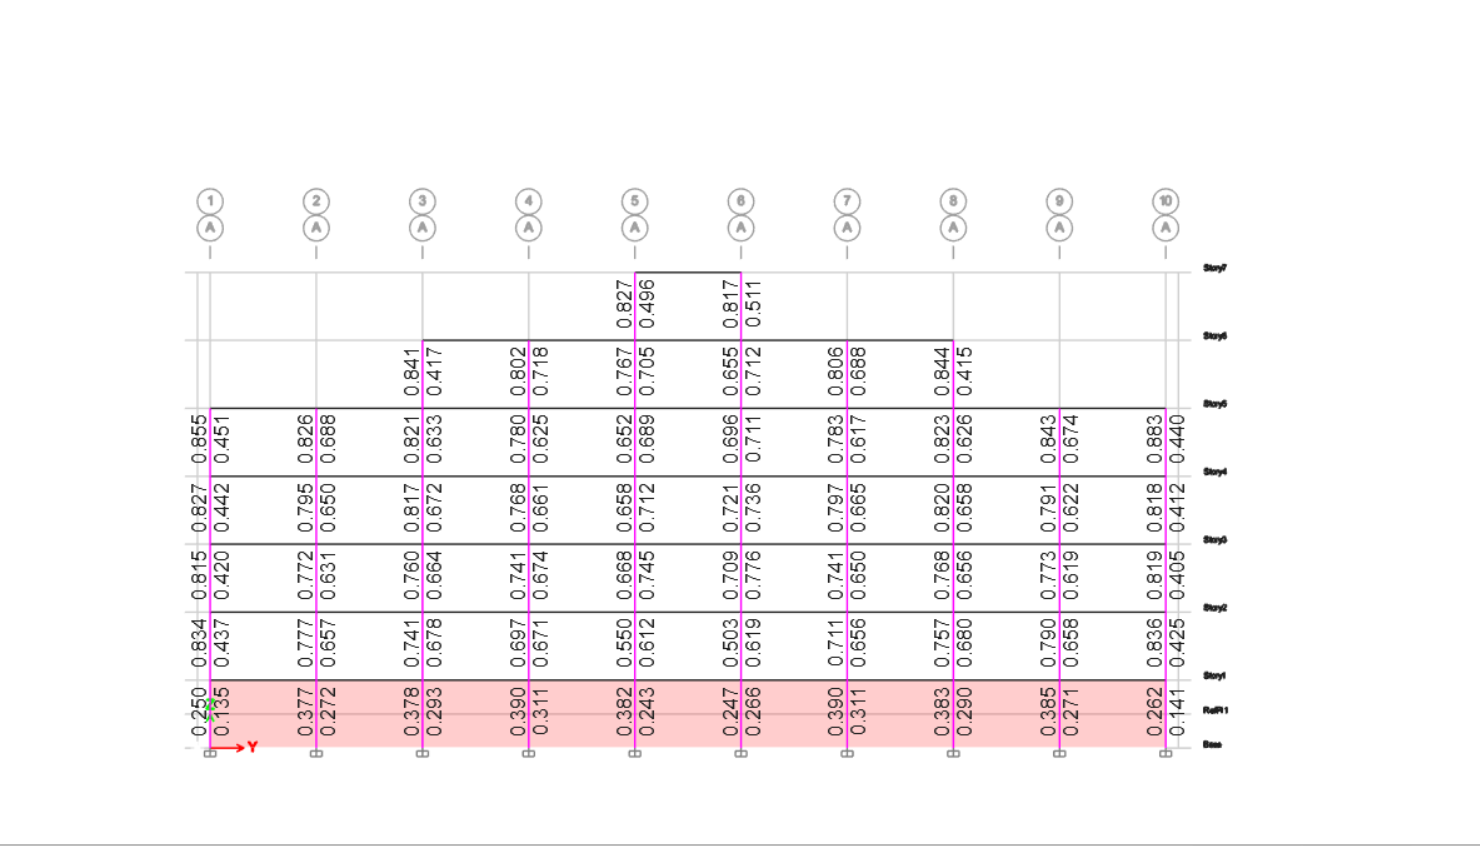 1 2 3 4 5 6 7 8 9 10
A A A A A A A A A A
Story7
0.827 0.496 0.817 0.511
Story6
0.841 0.417 0.802 0.718 0.767 0.705 0.655 0.712 0.806 0.688 0.844 0.415
Story5
0.855 0.451 0.826 0.688 0.821 0.633 0.780 0.625 0.652 0.689 0.696 0.711 0.783 0.617 0.823 0.626 0.843 0.674 0.883 0.440
Story4
0.827 0.442 0.795 0.650 0.817 0.672 0.768 0.661 0.658 0.712 0.721 0.736 0.797 0.665 0.820 0.658 0.791 0.622 0.818 0.412
Story3
0.815 0.420 0.772 0.631 0.760 0.664 0.741 0.674 0.668 0.745 0.709 0.776 0.741 0.650 0.768 0.656 0.773 0.619 0.819 0.405
Story2
0.834 0.437 0.777 0.657 0.741 0.678 0.697 0.671 0.550 0.612 0.503 0.619 0.711 0.656 0.757 0.680 0.790 0.658 0.836 0.425
Story1
0.250 0.135 0.377 0.272 0.378 0.293 0.390 0.311 0.382 0.243 0.247 0.266 0.390 0.311 0.383 0.290 0.385 0.271 0.262 0.141
RefPl1
Y
Base